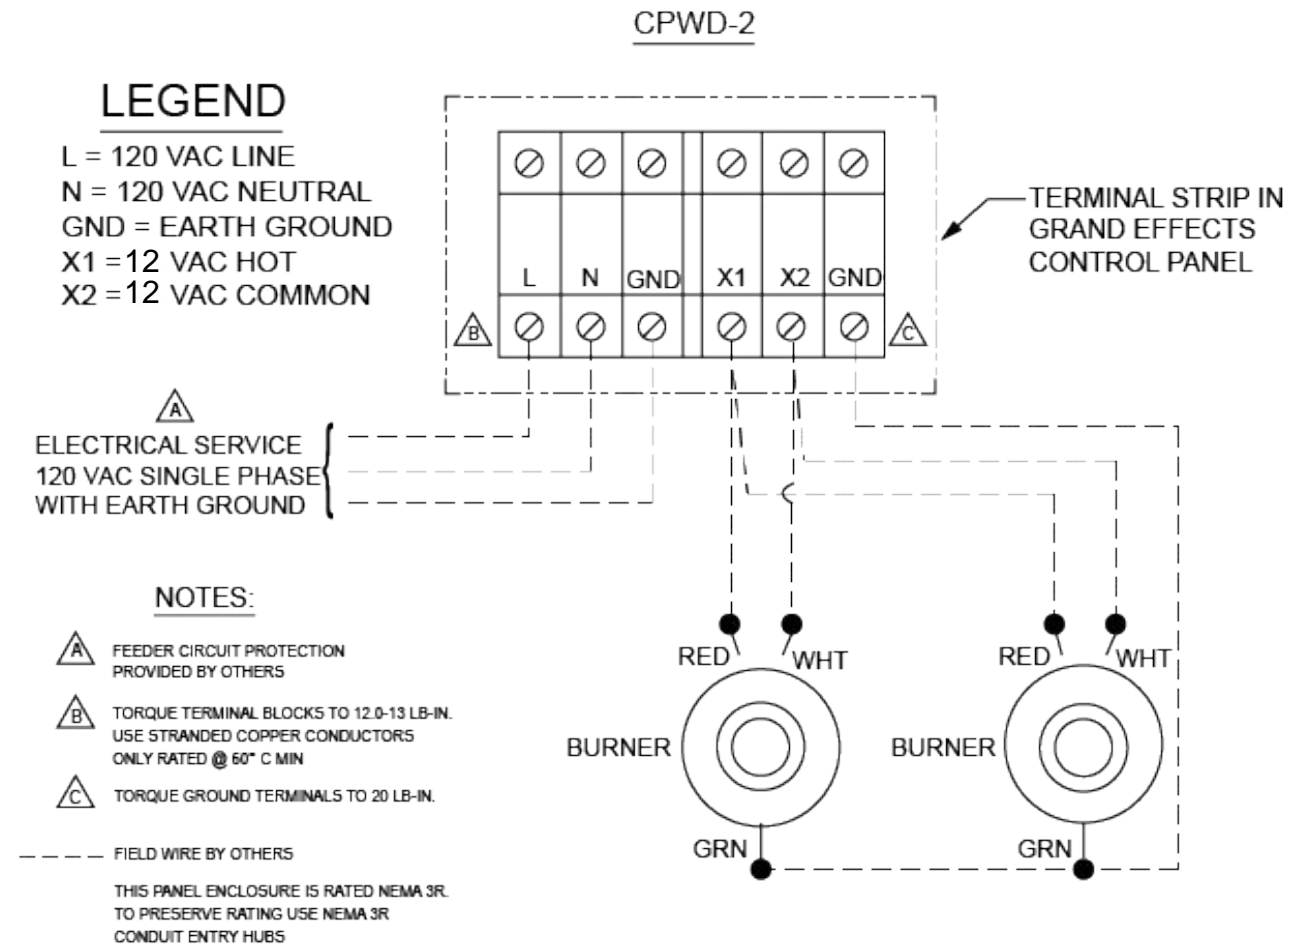 CPWD-2
LEGEND
L = 120 VAC LINE
N = 120 VAC NEUTRAL
GND = EARTH GROUND
X1 = 12 VAC HOT
X2 = 12 VAC COMMON
L N GND X1 X2 GND
B
C
TERMINAL STRIP IN
GRAND EFFECTS
CONTROL PANEL
A
ELECTRICAL SERVICE
120 VAC SINGLE PHASE
WITH EARTH GROUND
RED WHT
BURNER
GRN
RED WHT
BURNER
GRN
NOTES:
A FEEDER CIRCUIT PROTECTION
PROVIDED BY OTHERS
B TORQUE TERMINAL BLOCKS TO 12.0-13 LB-IN.
USE STRANDED COPPER CONDUCTORS
ONLY RATED @ 60° C MIN
C TORQUE GROUND TERMINALS TO 20 LB-IN.
FIELD WIRE BY OTHERS
THIS PANEL ENCLOSURE IS RATED NEMA 3R.
TO PRESERVE RATING USE NEMA 3R
CONDUIT ENTRY HUBS